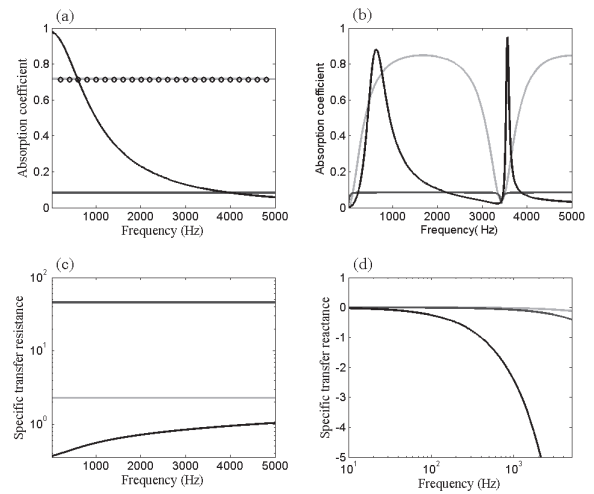 (a)
1
0.8
0.6
0.4
0.2
0
Absorption coefficient
1000 2000 3000 4000 5000
Frequency (Hz)
(b)
1
0.8
0.6
0.4
0.2
0
Absorption coefficient
1000 2000 3000 4000 5000
Frequency( Hz)
(c)
10^2
10^1
10^0
Specific transfer resistance
1000 2000 3000 4000 5000
Frequency (Hz)
(d)
1
0
-1
-2
-3
-4
-5
Specific transfer reactance
10^1 10^2 10^3
Frequency (Hz)